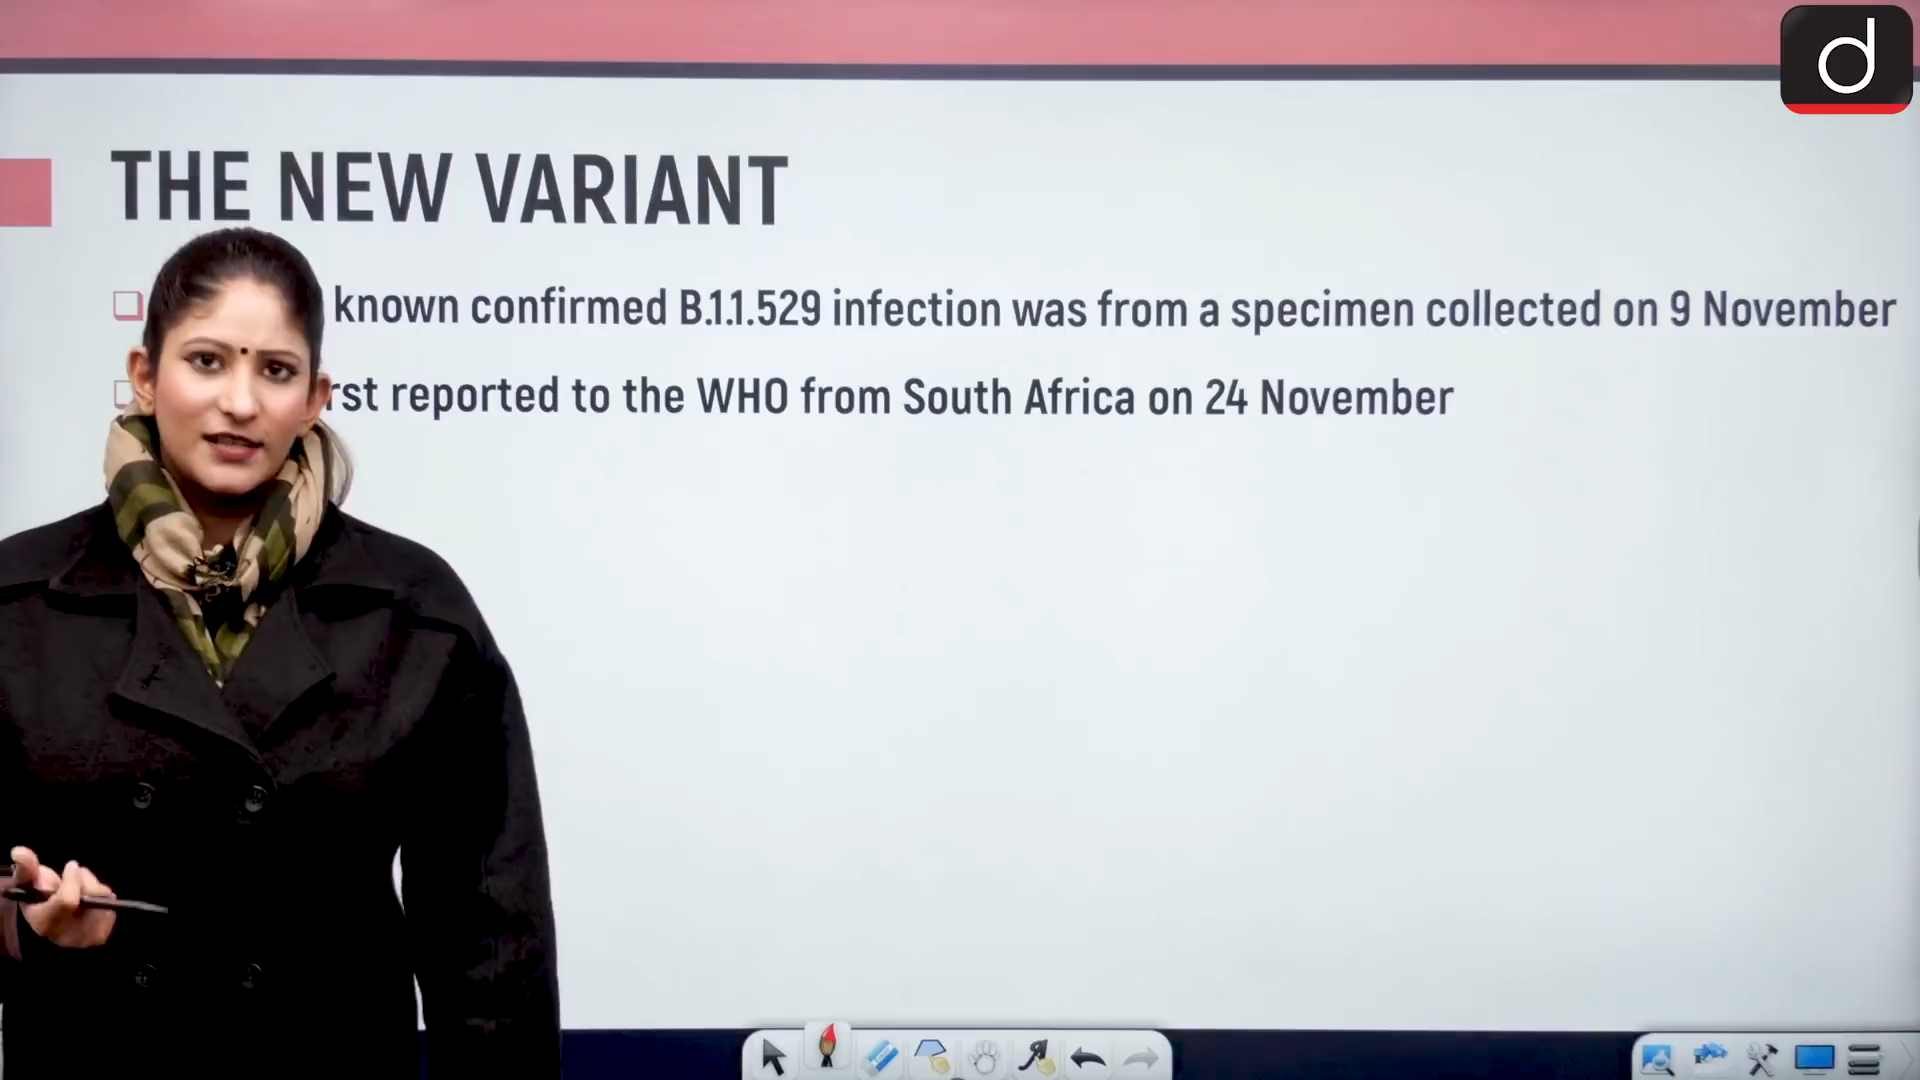 d
THE NEW VARIANT
known confirmed B.1.1.529 infection was from a specimen collected on 9 November
rst reported to the WHO from South Africa on 24 November